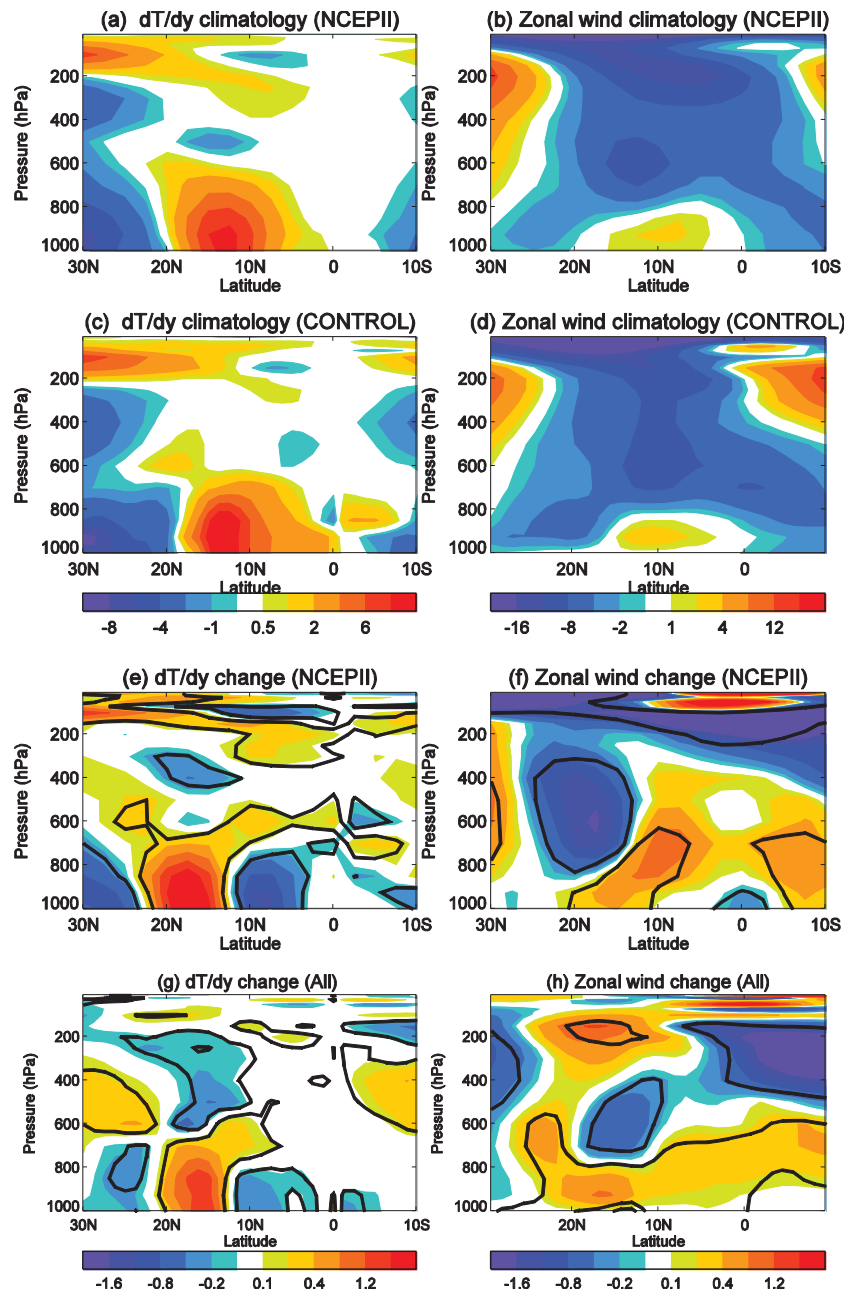 (a) dT/dy climatology (NCEPII)
Pressure (hPa)
200
400
600
800
1000
30N 20N 10N 0 10S
Latitude
(b) Zonal wind climatology (NCEPII)
Pressure (hPa)
200
400
600
800
1000
30N 20N 10N 0 10S
Latitude
(c) dT/dy climatology (CONTROL)
Pressure (hPa)
200
400
600
800
1000
30N 20N 10N 0 10S
Latitude
-8 -4 -1 0.5 2 6
(d) Zonal wind climatology (CONTROL)
Pressure (hPa)
200
400
600
800
1000
20N 10N 0
Latitude
-16 -8 -2 1 4 12
(e) dT/dy change (NCEPII)
Pressure (hPa)
200
400
600
800
1000
30N 20N 10N 0 10S
Latitude
(f) Zonal wind change (NCEPII)
Pressure (hPa)
200
400
600
800
1000
30N 20N 10N 0 10S
Latitude
(g) dT/dy change (All)
Pressure (hPa)
200
400
600
800
1000
30N 20N 10N 0 10S
Latitude
-1.6 -0.8 -0.2 0.1 0.4 1.2
(h) Zonal wind change (All)
Pressure (hPa)
200
400
600
800
1000
20N 10N 0
Latitude
-1.6 -0.8 -0.2 0.1 0.4 1.2